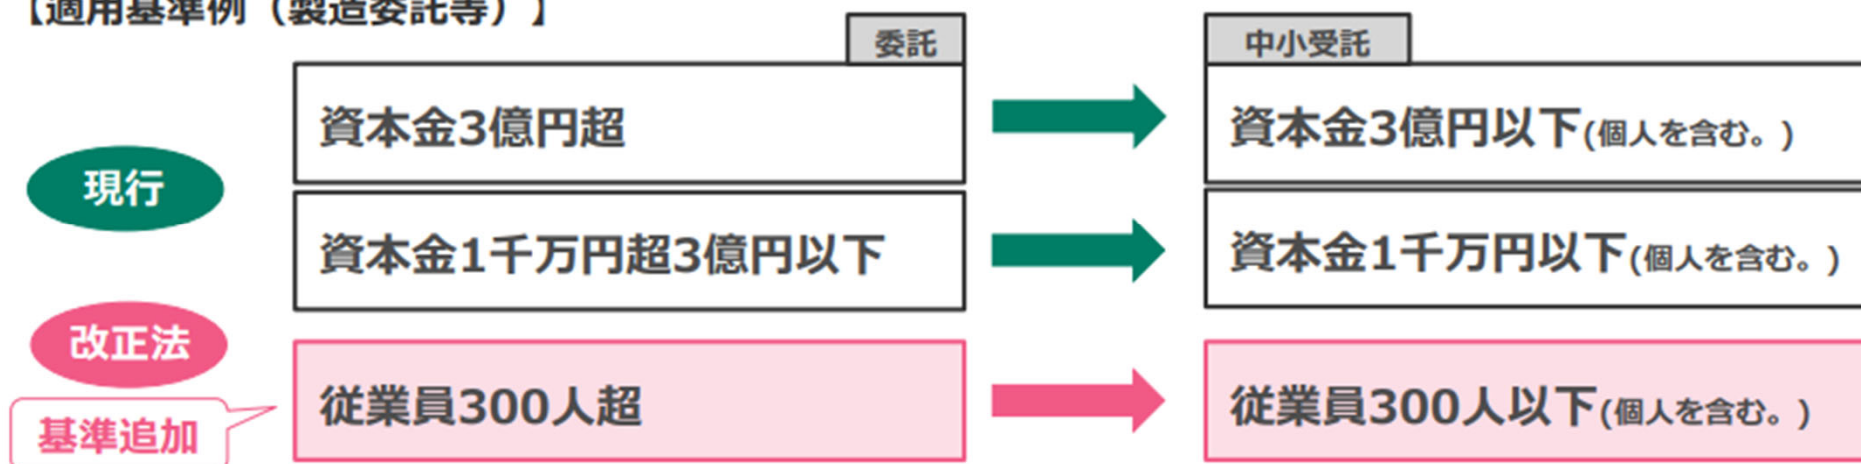 【適用基準例（製造委託等）】
委託
中小受託
現行
資本金3億円超
資本金3億円以下(個人を含む。)
資本金1千万円超3億円以下
資本金1千万円以下(個人を含む。)
改正法
基準追加
従業員300人超
従業員300人以下(個人を含む。)